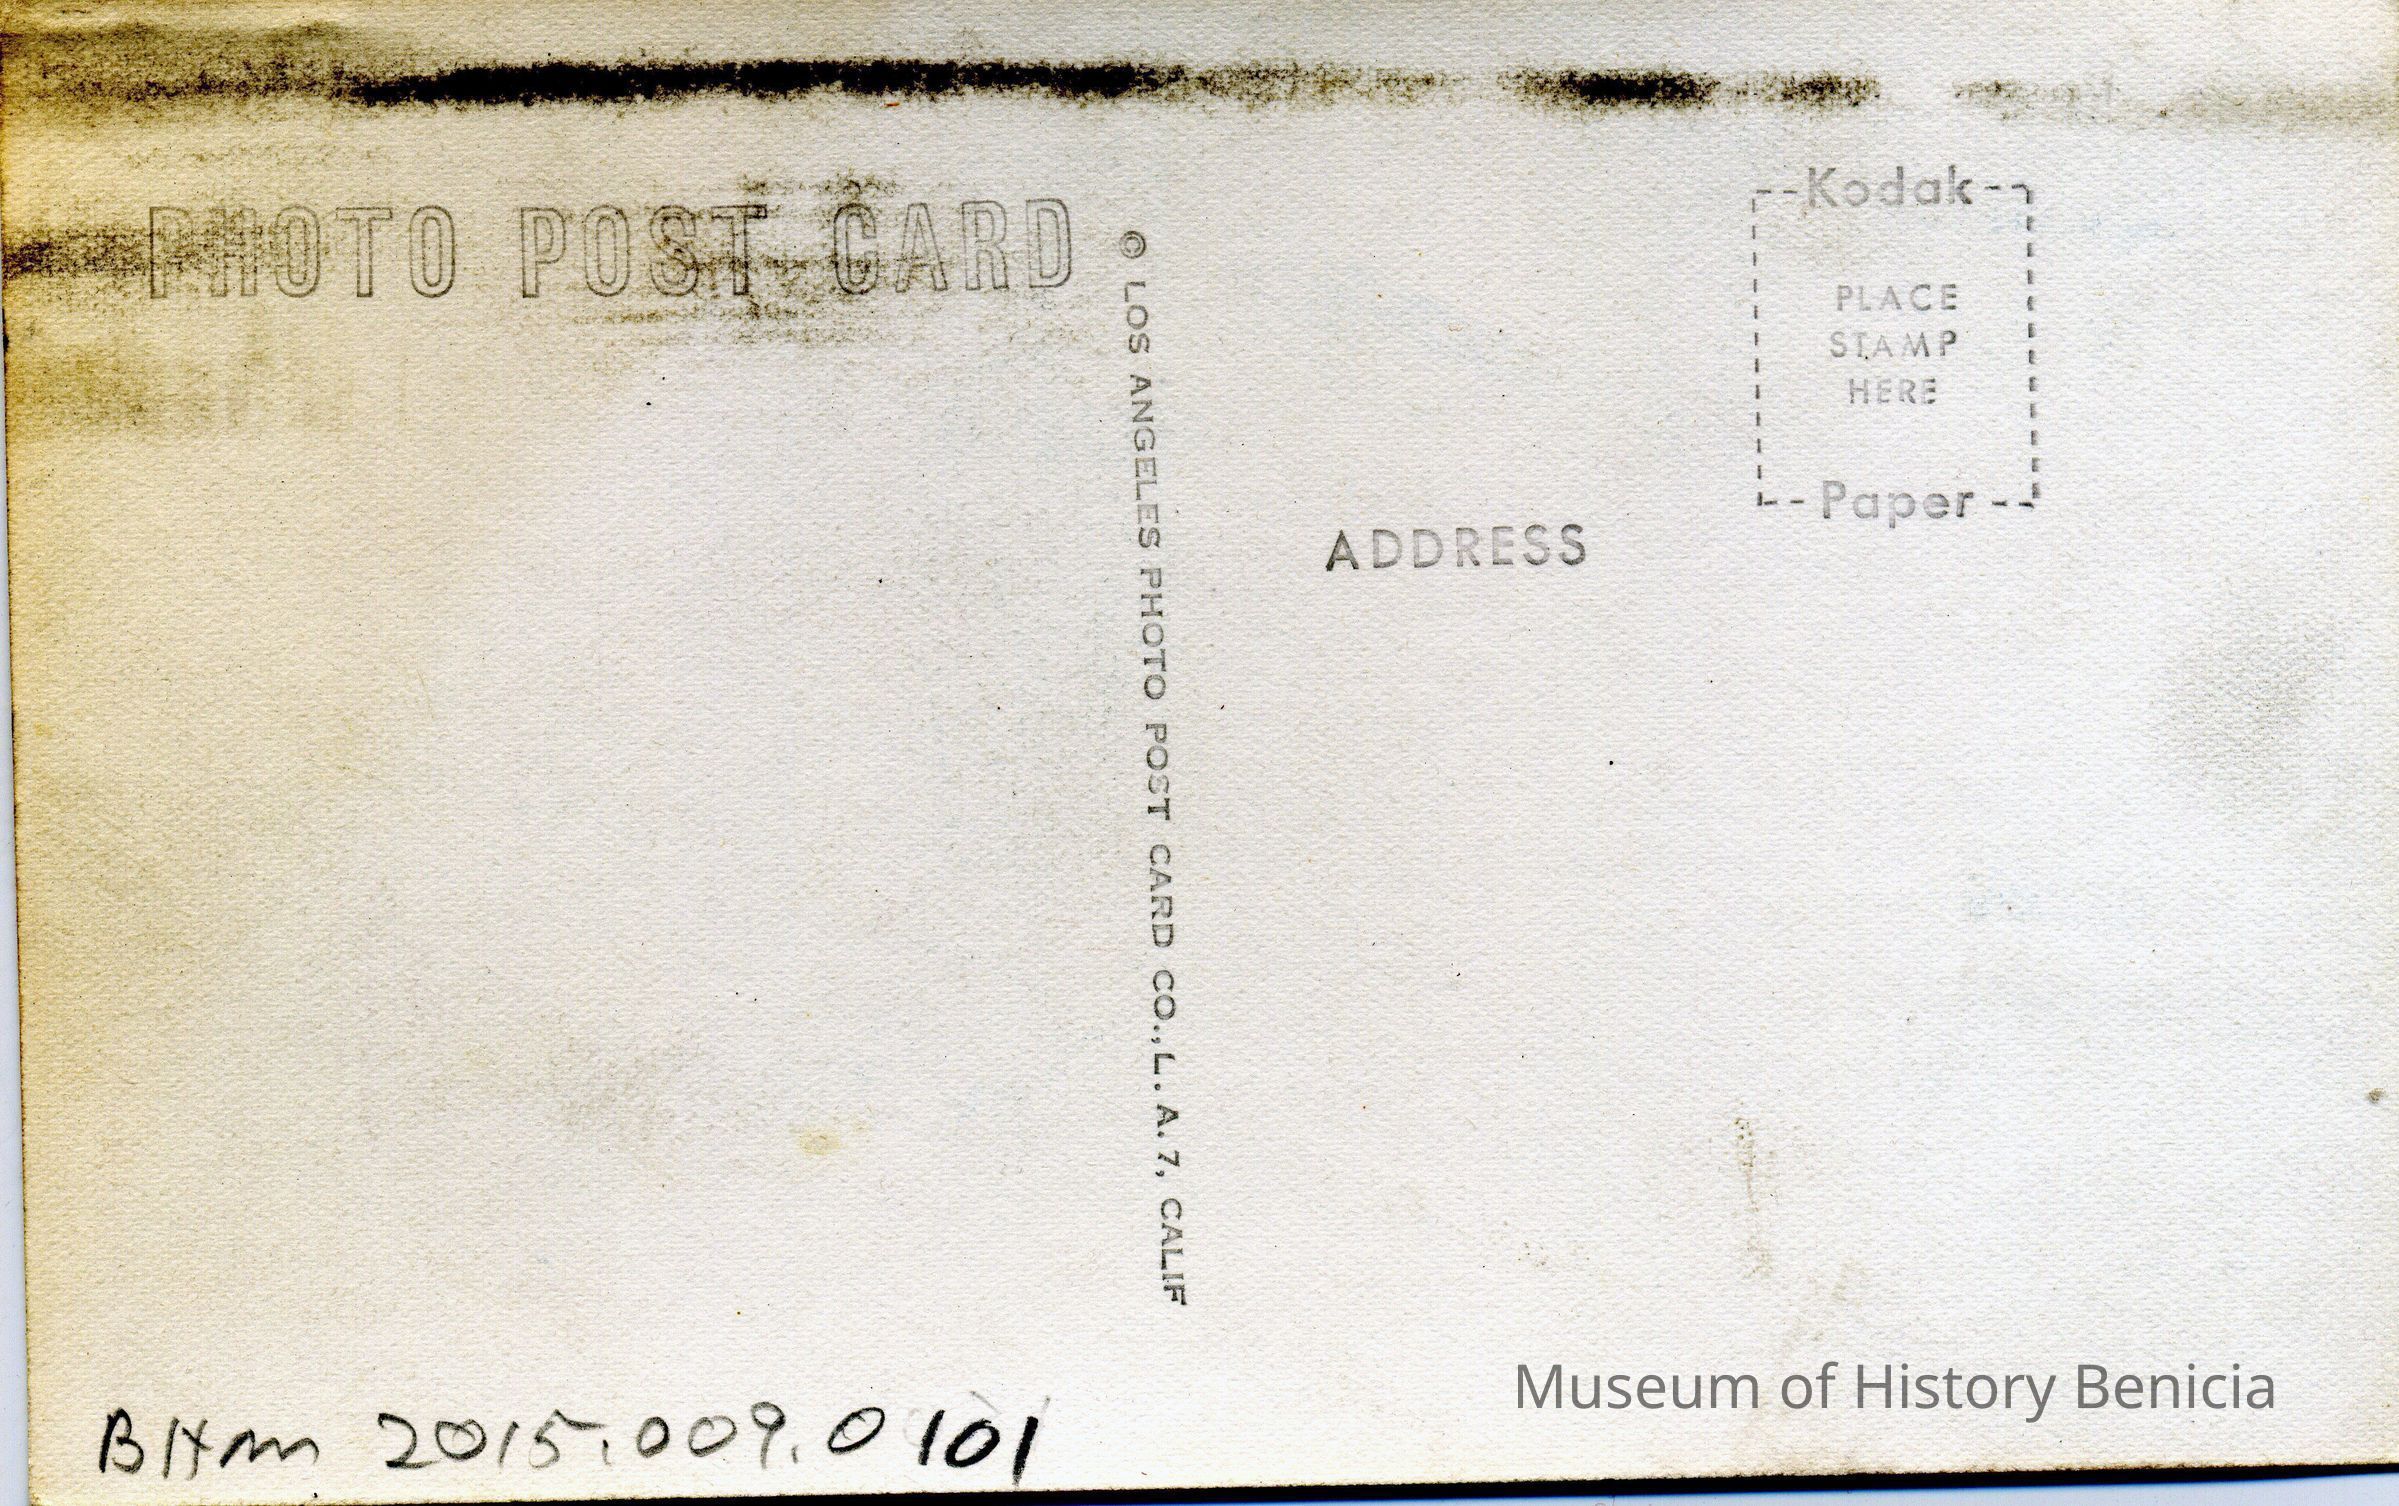 PHOTO POST CARD
© LOS ANGELES PHOTO POST CARD CO., L. A. 7, CALIF
Kodak
PLACE
STAMP
HERE
Paper
ADDRESS
Museum of History Benicia
BHM 2015.009.0101